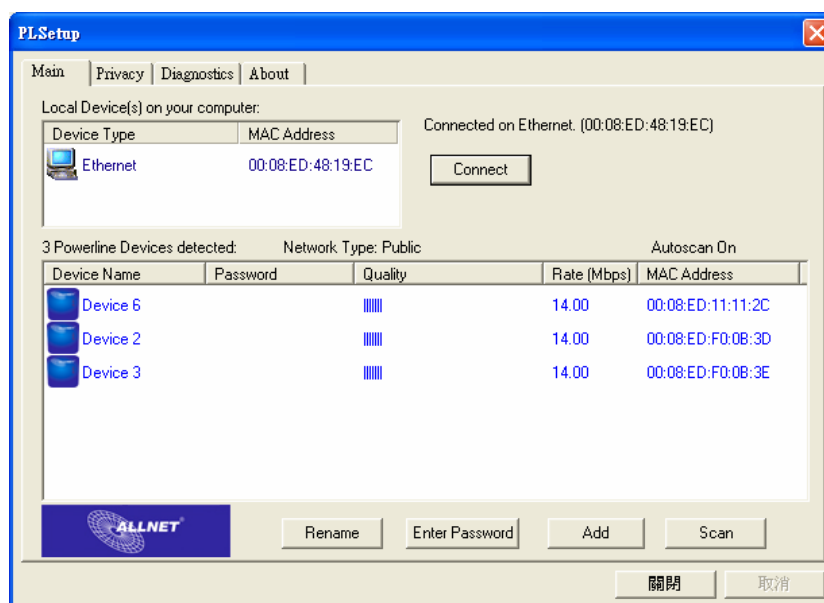 PLSetup
Main Privacy Diagnostics About
Local Device(s) on your computer:
Device Type MAC Address
Ethernet 00:08:ED:48:19:EC
Connected on Ethernet. (00:08:ED:48:19:EC)
Connect
3 Powerline Devices detected: Network Type: Public Autoscan On
Device Name Password Quality Rate (Mbps) MAC Address
Device 6 14.00 00:08:ED:11:11:2C
Device 2 14.00 00:08:ED:F0:0B:3D
Device 3 14.00 00:08:ED:F0:0B:3E
ALLNET
Rename Enter Password Add Scan
關閉 取消